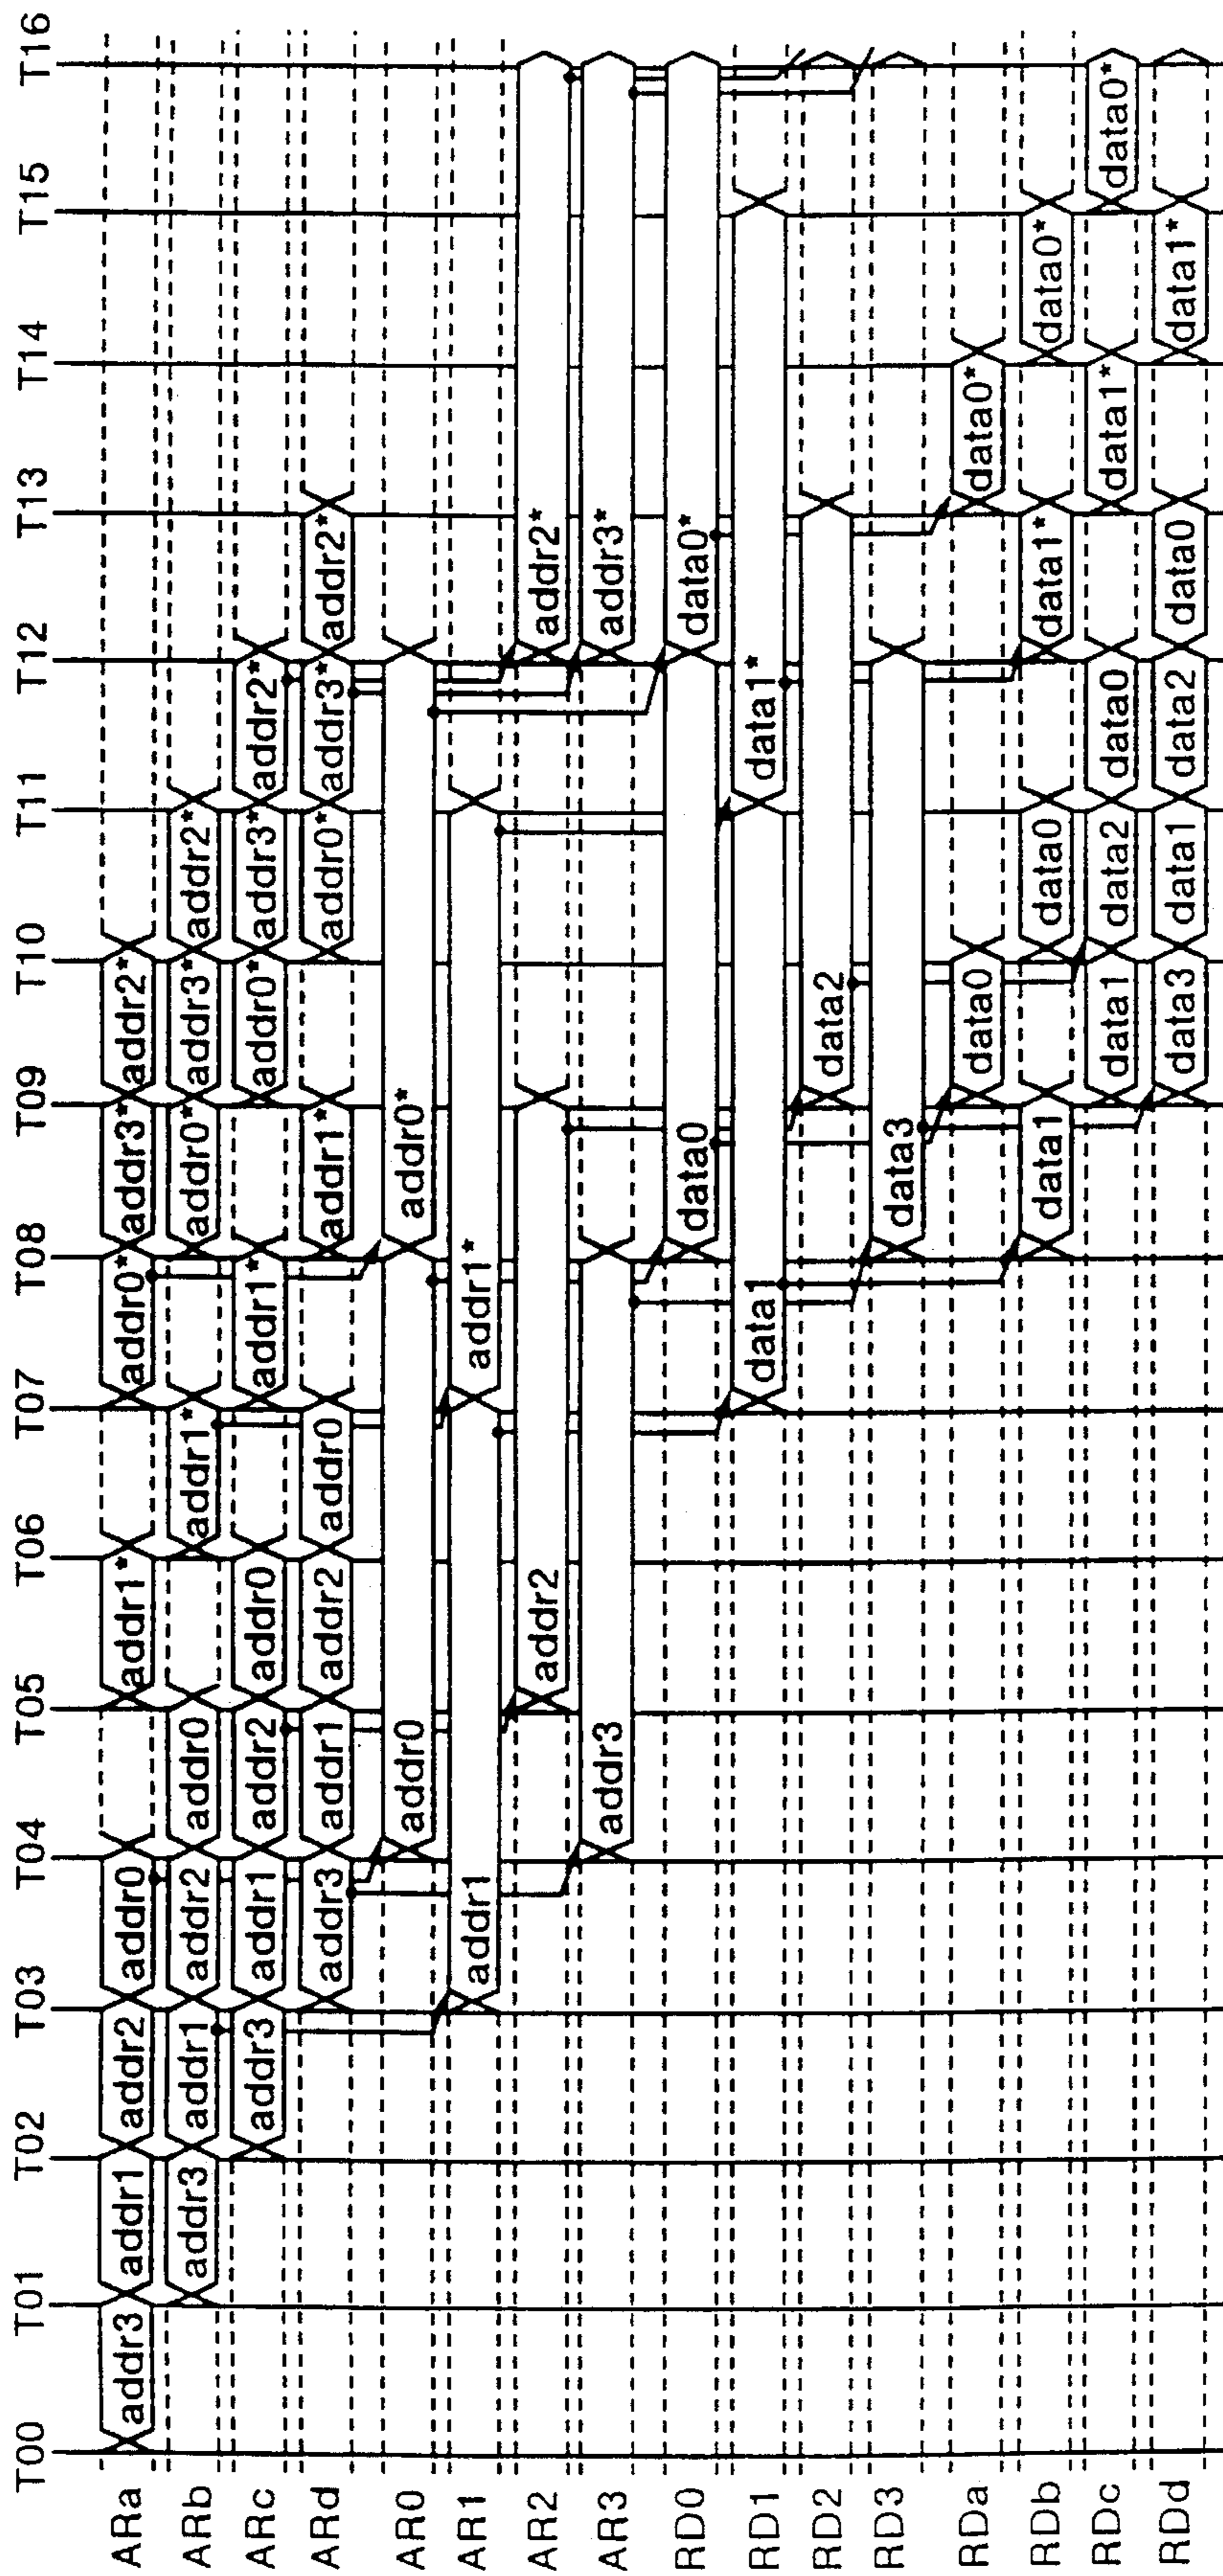 T00 T01 T02 T03 T04 T05 T06 T07 T08 T09 T10 T11 T12 T13 T14 T15 T16
ARa addr3 addr1 addr2 addr0 addr1* addr0* addr3* addr2*
ARb addr3 addr1 addr2 addr0 addr1* addr0* addr3* addr2*
ARc addr3 addr1 addr2 addr0 addr1* addr0* addr3* addr2*
ARd addr3 addr1 addr2 addr0 addr1* addr0* addr3* addr2*
AR0 addr0 addr0*
AR1 addr1 addr1*
AR2 addr2 addr2*
AR3 addr3 addr3*
RD0 data0 data0*
RD1 data1 data1*
RD2 data2
RD3 data3
RDa data0 data0*
RDb data1 data0 data1* data0*
RDc data1 data2 data0 data1* data0*
RDd data3 data1 data2 data0 data1*